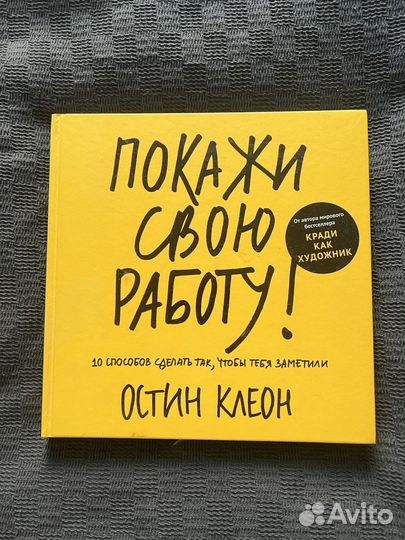 ПОКАЖИ
СВОЮ
РАБОТУ!
От автора мирового
бестселлера
КРАДИ
КАК
ХУДОЖНИК
10 СПОСОБОВ СДЕЛАТЬ ТАК, ЧТОБЫ ТЕБЯ ЗАМЕТИЛИ
ОСТИН КЛЕОН
Avito